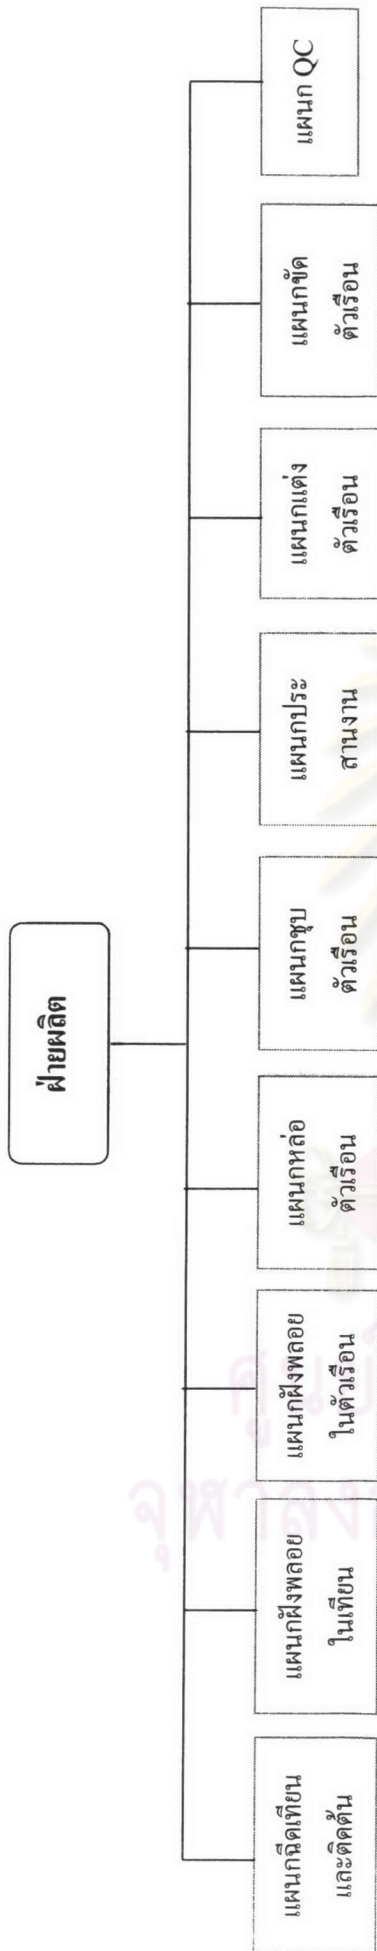 ฝ่ายผลิต
แผนกฉีดเทียน
และติดต้น
แผนกฝังพลอย
ในเทียน
แผนกฝังพลอย
ในตัวเรือน
แผนกหล่อ
ตัวเรือน
แผนกชุบ
ตัวเรือน
แผนกประ
สานงาน
แผนกแต่ง
ตัวเรือน
แผนกขัด
ตัวเรือน
แผนก QC